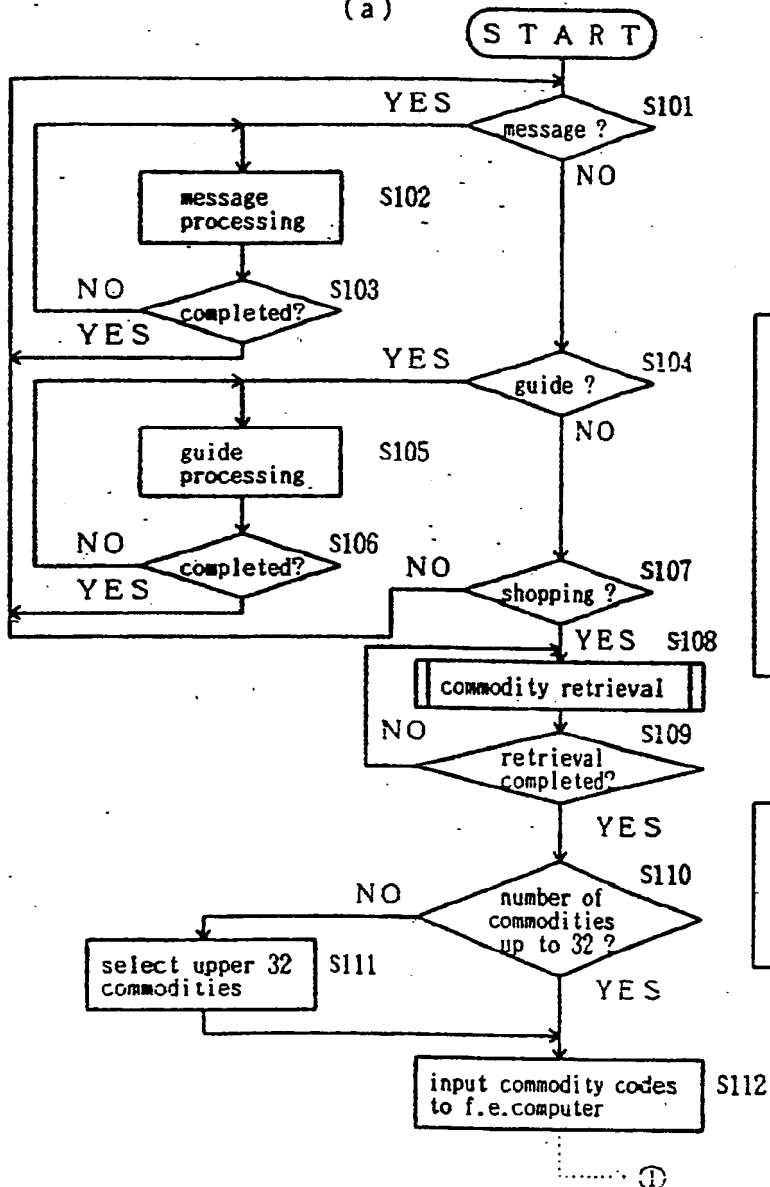 (a)
START
YES
S101
message ?
NO
message
processing
S102
NO
S103
completed?
YES
YES
S104
guide ?
NO
guide
processing
S105
NO
S106
completed?
YES
NO
S107
shopping ?
YES
S108
commodity retrieval
NO
S109
retrieval
completed?
YES
S110
NO
number of
commodities
up to 32 ?
select upper 32
commodities
S111
YES
input commodity codes
to f.e.computer
S112
①